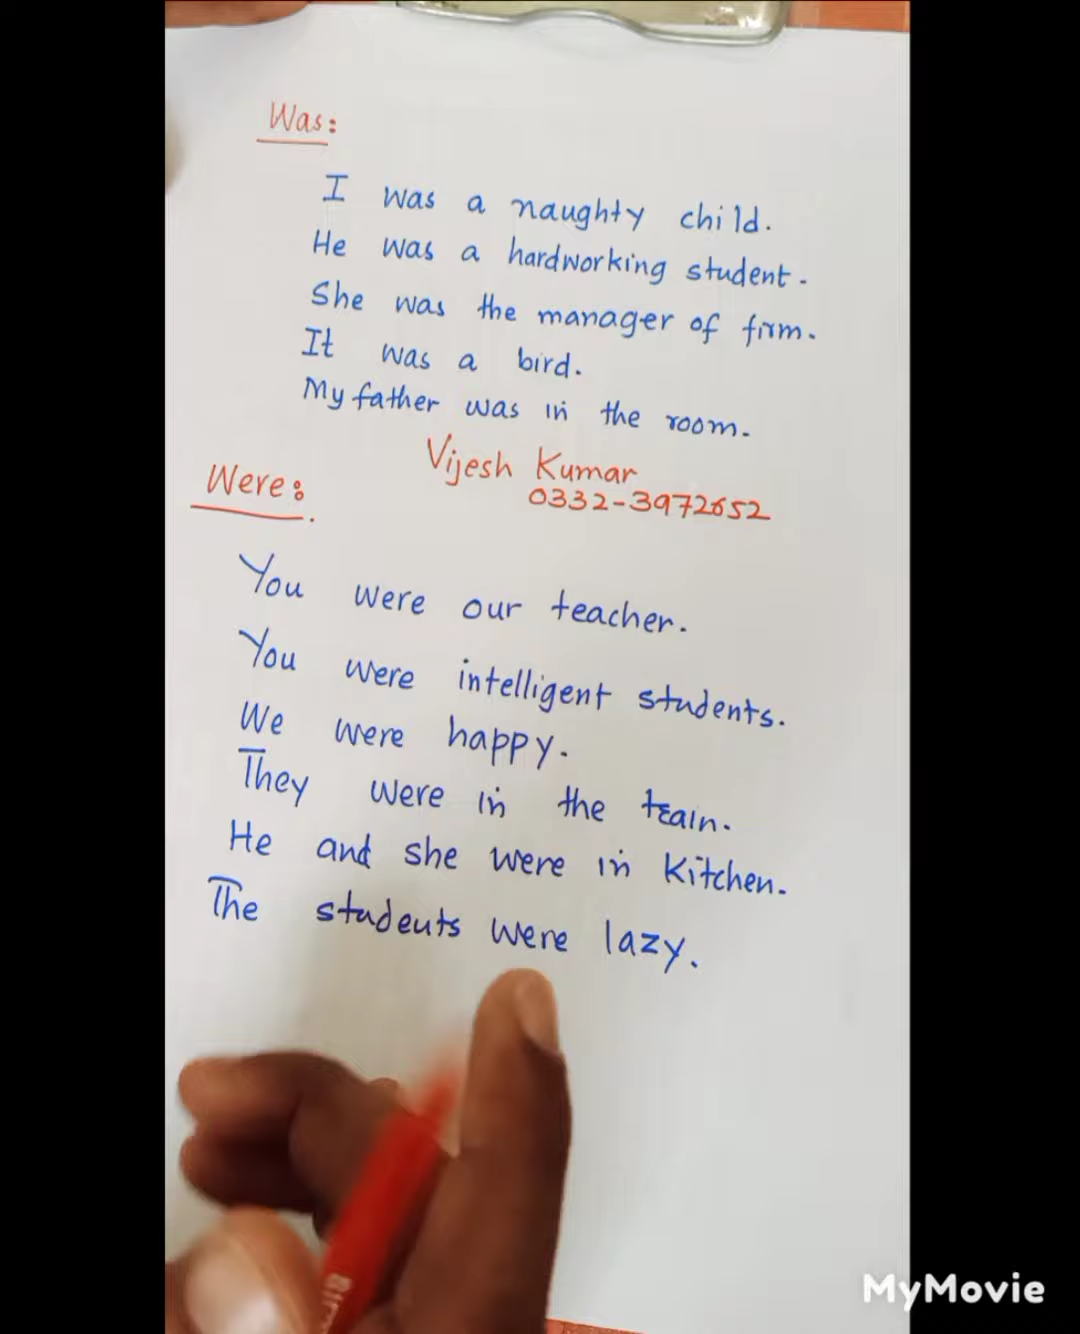 Was:
I was a naughty child.
He was a hardworking student.
She was the manager of firm.
It was a bird.
My father was in the room.
Vijesh Kumar
0332-3972652
Were:
You were our teacher.
You were intelligent students.
We were happy.
They were in the train.
He and she were in kitchen.
The students were lazy.
MyMovie